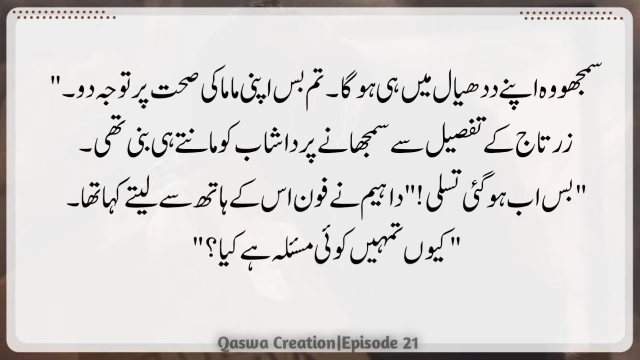 سمجھو وہ اپنے ددھیال میں ہی ہو گا۔ تم بس اپنی ماما کی صحت پر توجہ دو۔"
زرتاج کے تفصیل سے سمجھانے پر داشاب کو مانتے ہی بنی تھی۔
"بس اب ہو گئی تسلی!" داہیم نے فون اس کے ہاتھ سے لیتے کہا تھا۔
"کیوں تمہیں کوئی مسئلہ ہے کیا؟"
Qaswa Creation|Episode 21